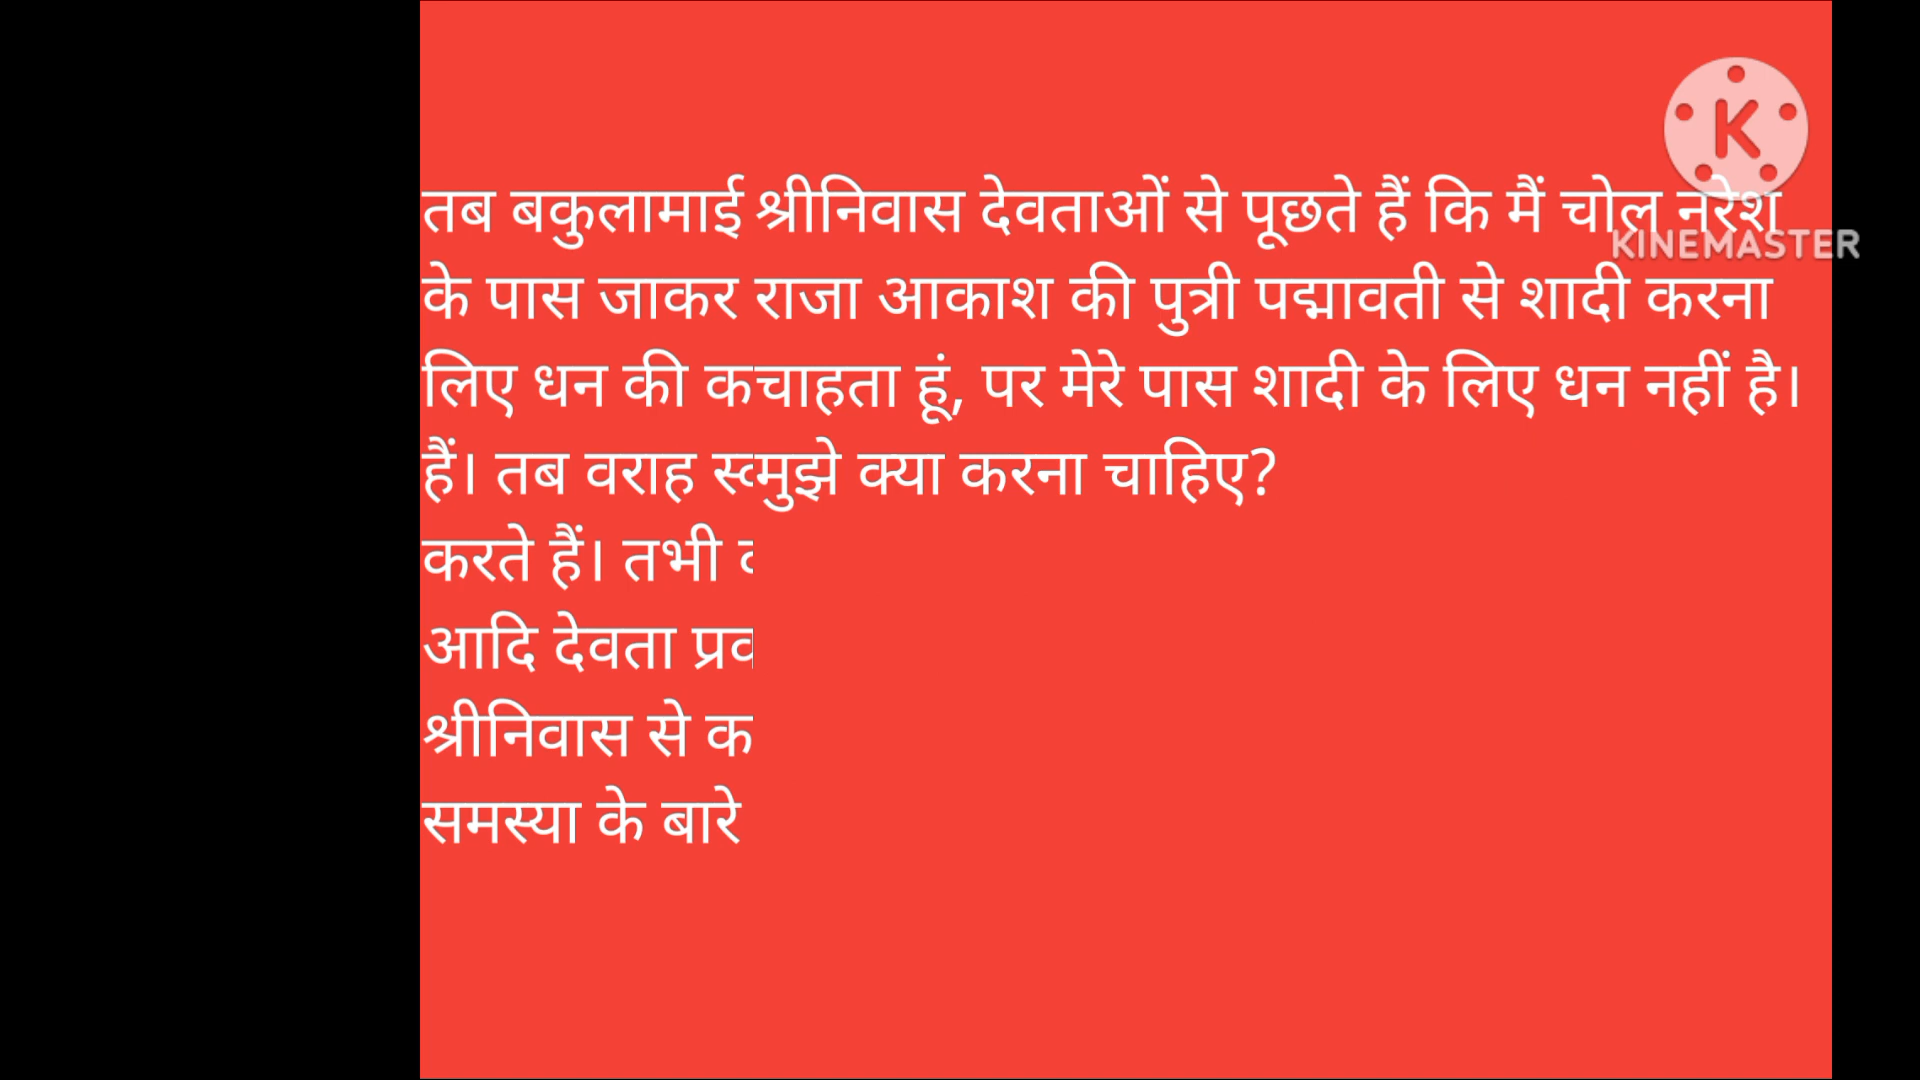 तब बकुलामाई
के पास जाकर
लिए धन की
हैं। तब वराह
करते हैं। तभी
आदि देवता
श्रीनिवास से
समस्या के बारे
श्रीनिवास देवताओं से पूछते हैं कि मैं चोल नरेश
राजा आकाश की पुत्री पद्मावती से शादी करना
चाहता हूं, पर मेरे पास शादी के लिए धन नहीं है।
मुझे क्या करना चाहिए?
K
KINEMASTER